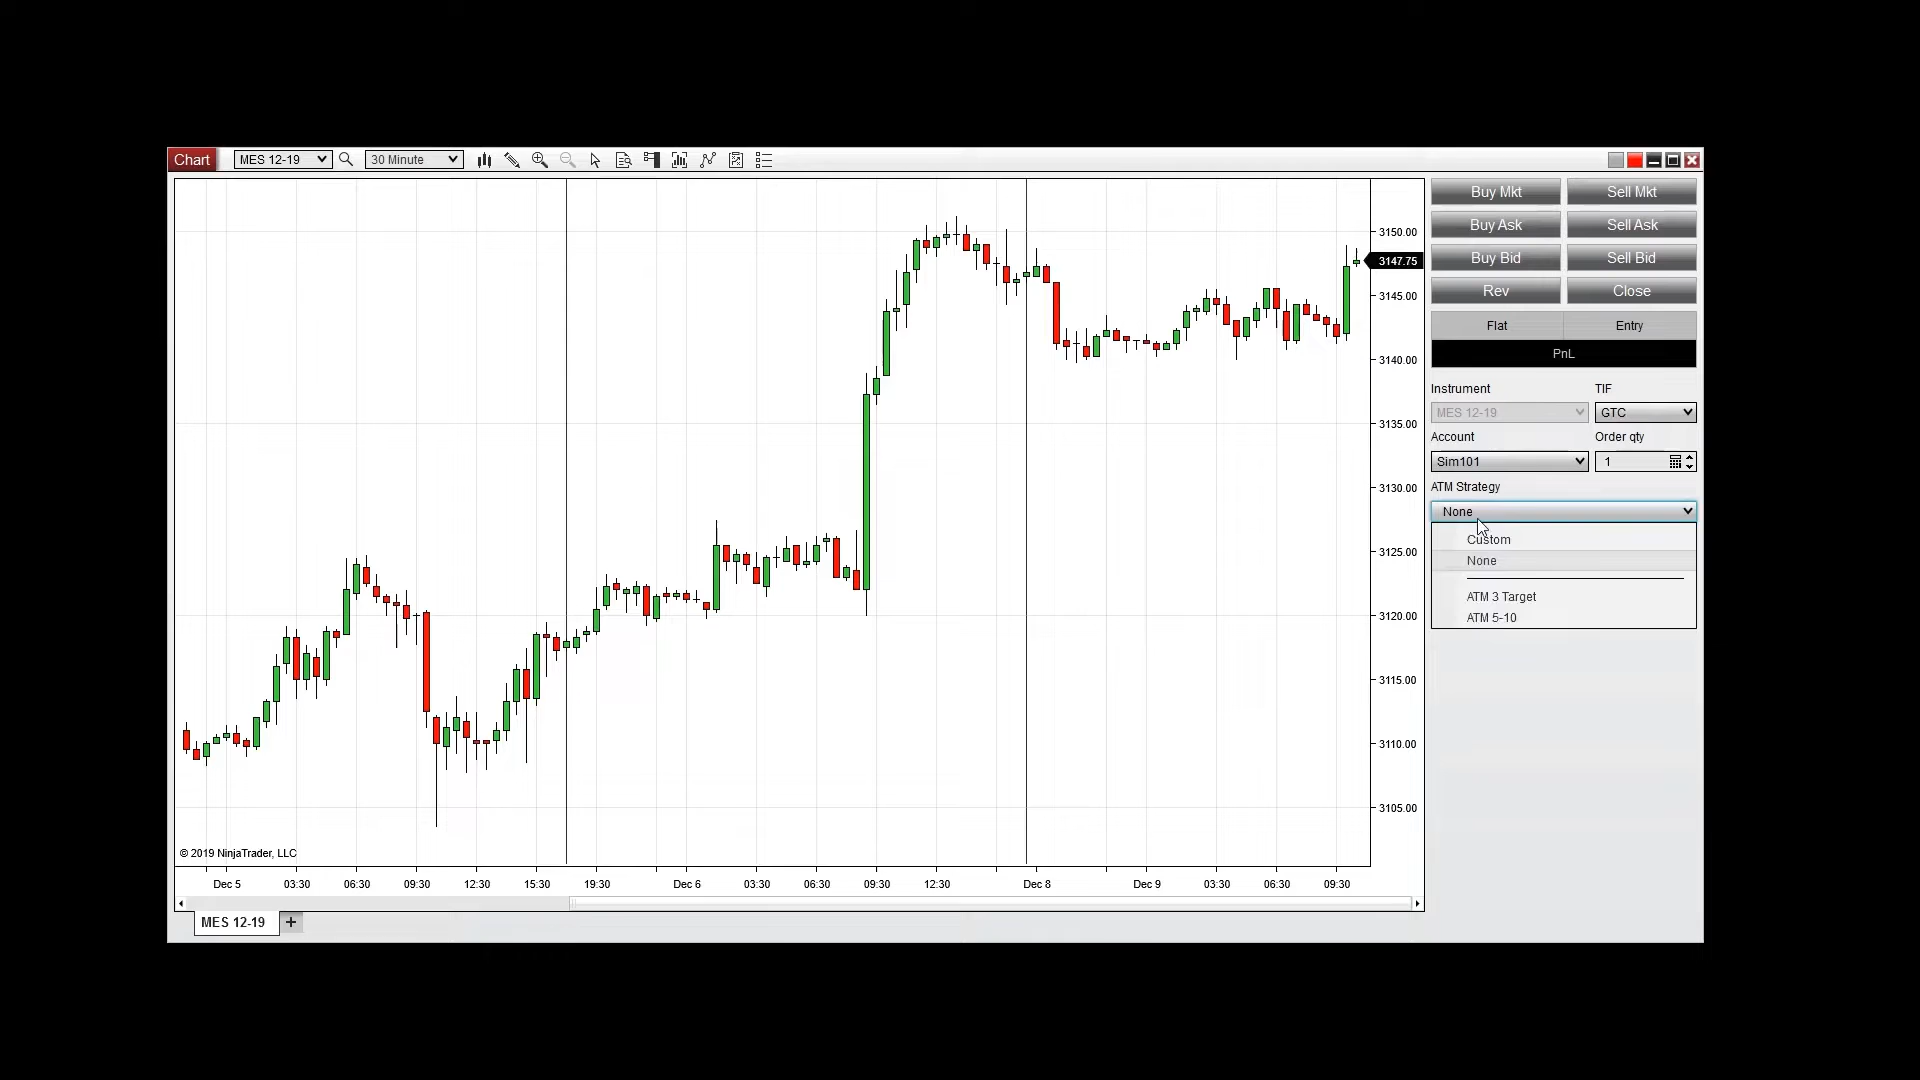 Chart MES 12-19 30 Minute
Buy Mkt Sell Mkt
Buy Ask Sell Ask
Buy Bid Sell Bid
Rev Close
Flat Entry
PnL
Instrument TIF
MES 12-19 GTC
Account Order qty
Sim101 1
ATM Strategy
None
Custom
None
ATM 3 Target
ATM 5-10
3150.00
3147.75
3145.00
3140.00
3135.00
3130.00
3125.00
3120.00
3115.00
3110.00
3105.00
© 2019 NinjaTrader, LLC
Dec 5 03:30 06:30 09:30 12:30 15:30 19:30 Dec 6 03:30 06:30 09:30 12:30 Dec 8 Dec 9 03:30 06:30 09:30
MES 12-19 +